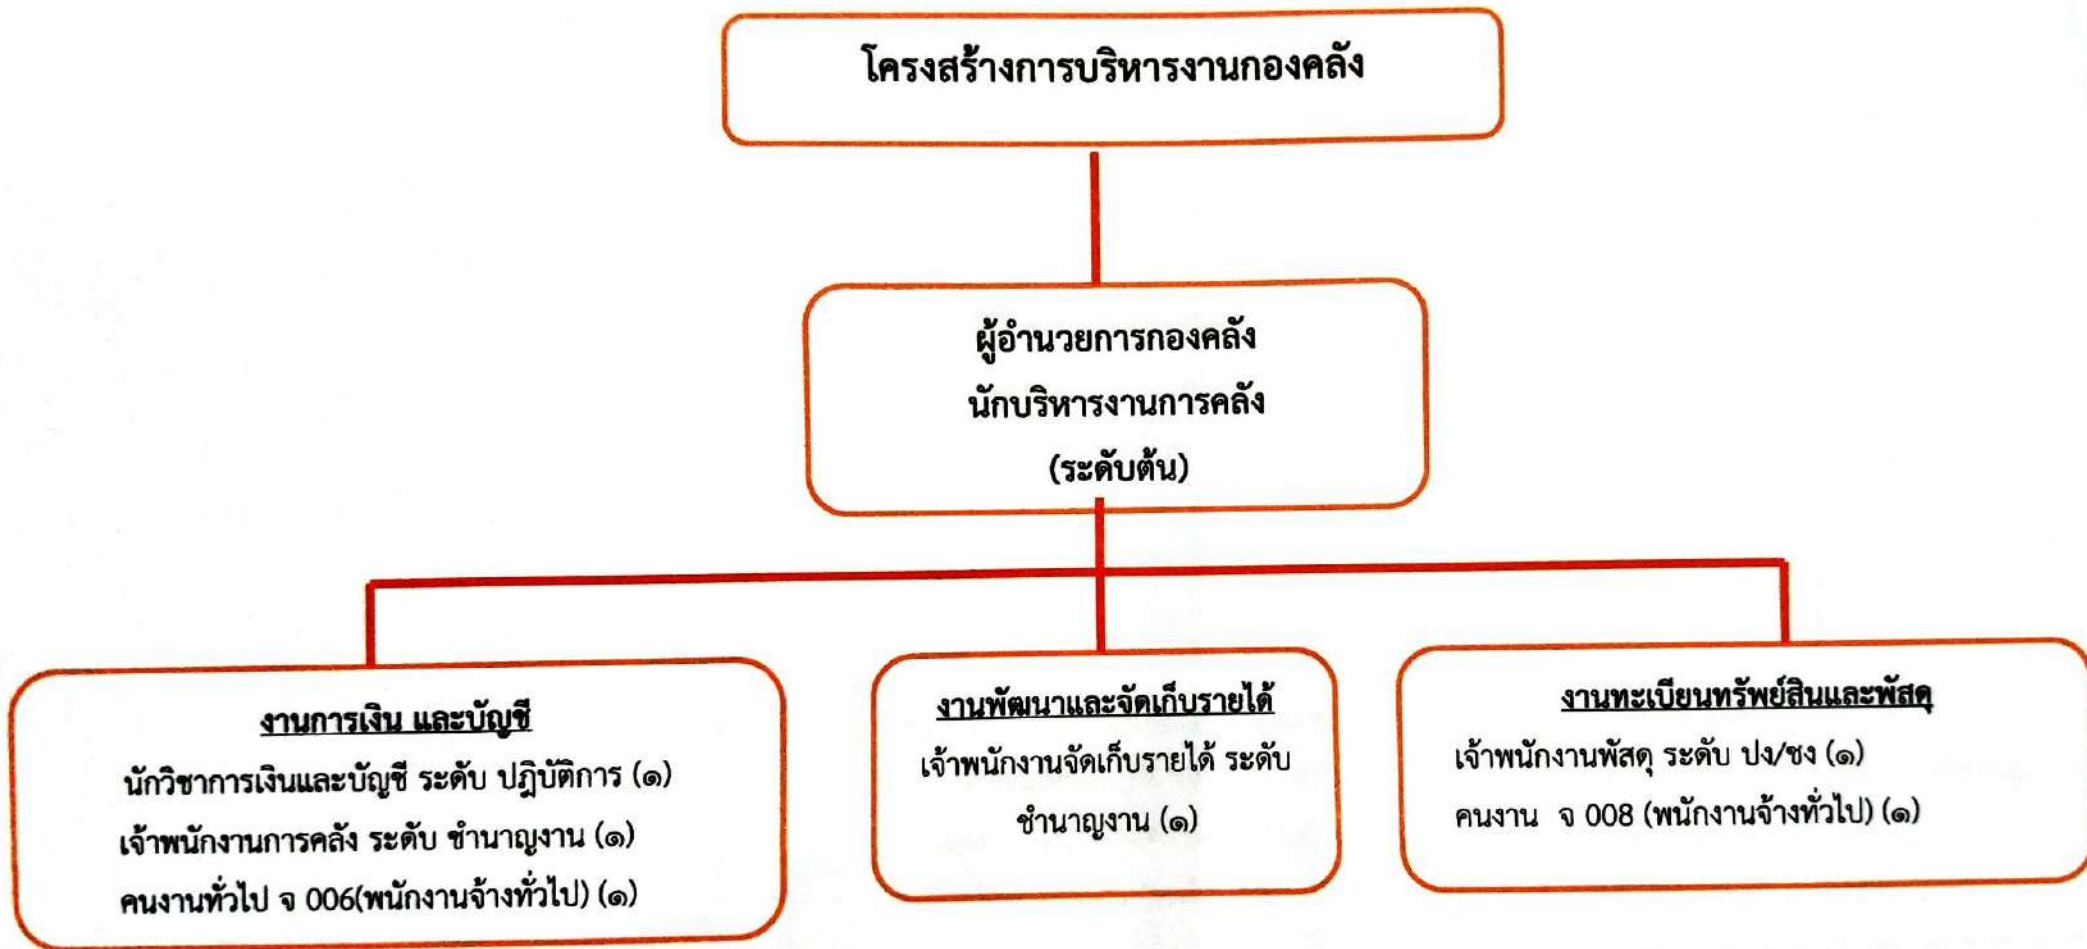 โครงสร้างการบริหารงานกองคลัง
ผู้อำนวยการกองคลัง
นักบริหารงานการคลัง
(ระดับต้น)
งานการเงิน และบัญชี
นักวิชาการเงินและบัญชี ระดับ ปฏิบัติการ (๑)
เจ้าพนักงานการคลัง ระดับ ชำนาญงาน (๑)
คนงานทั่วไป จ 006(พนักงานจ้างทั่วไป) (๑)
งานพัฒนาและจัดเก็บรายได้
เจ้าพนักงานจัดเก็บรายได้ ระดับ
ชำนาญงาน (๑)
งานทะเบียนทรัพย์สินและพัสดุ
เจ้าพนักงานพัสดุ ระดับ ปง/ชง (๑)
คนงาน  จ 008 (พนักงานจ้างทั่วไป) (๑)